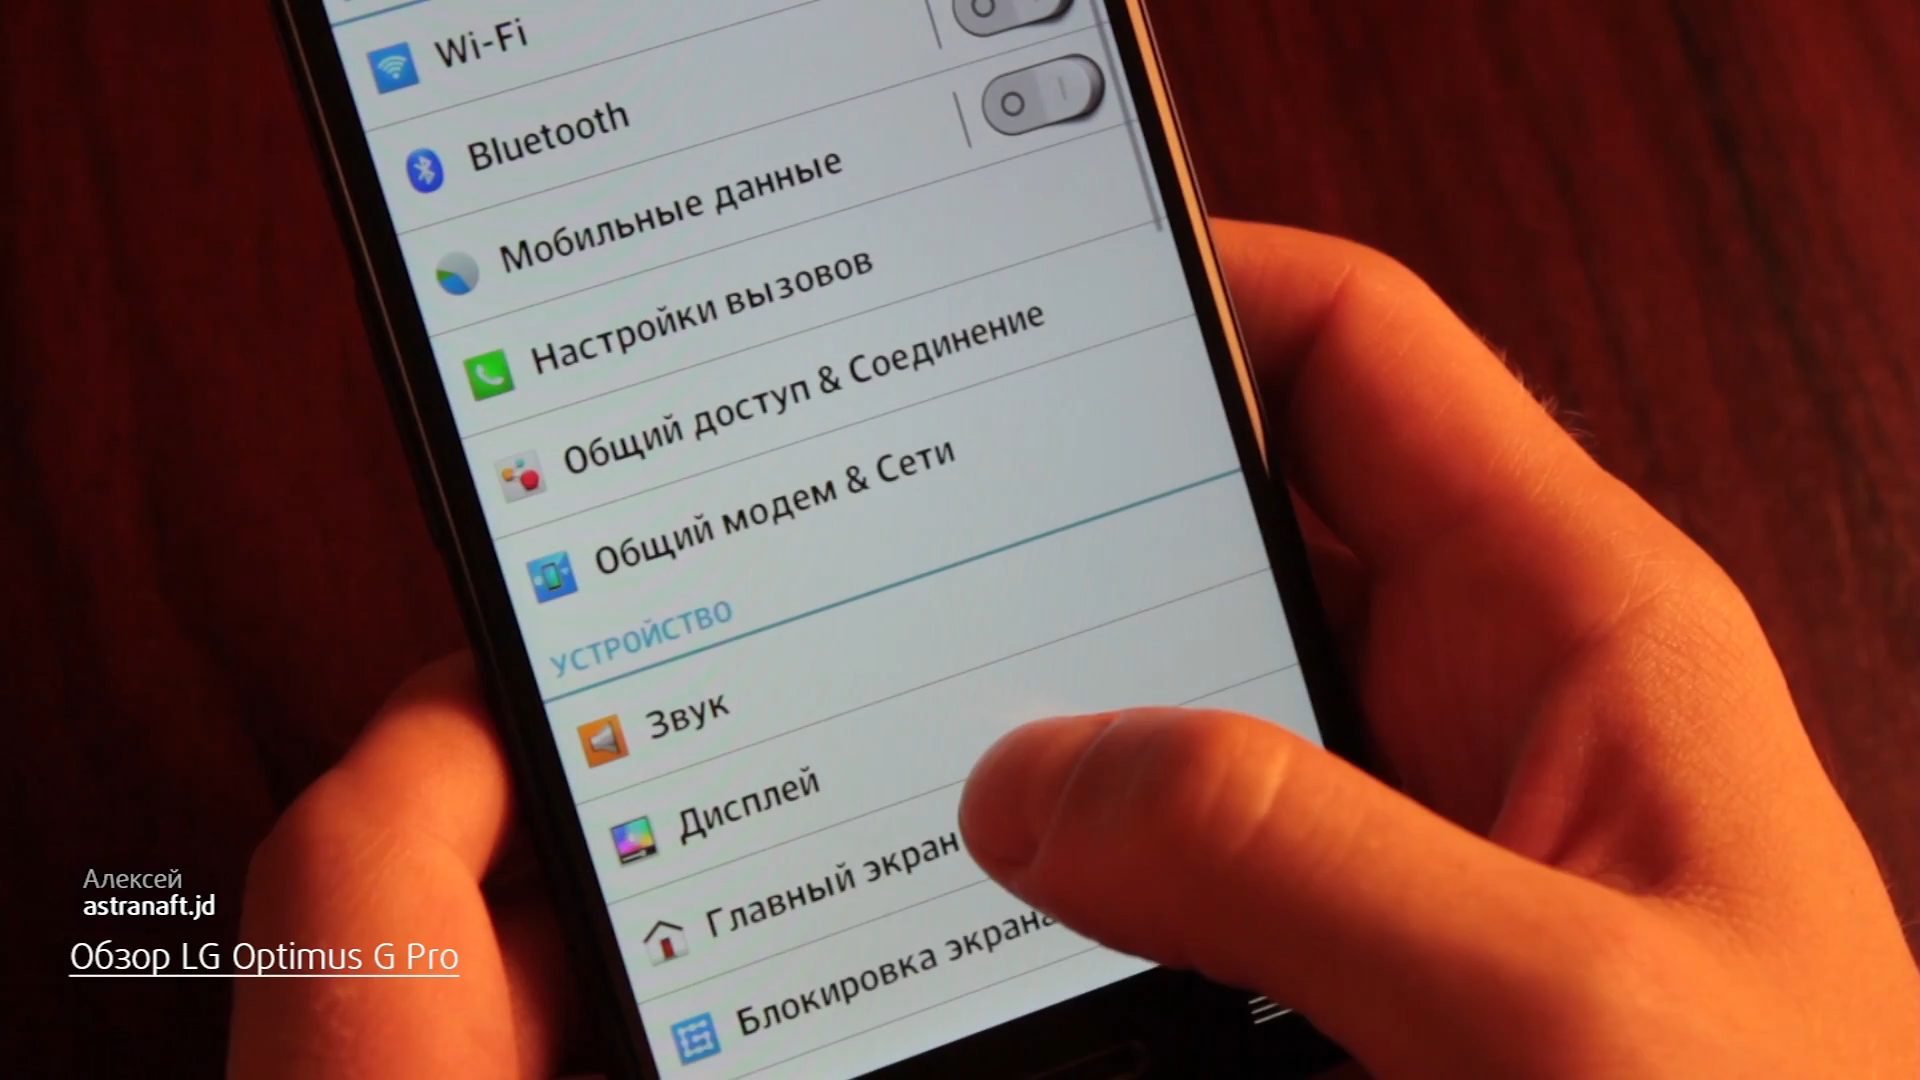 Wi-Fi
Bluetooth
Мобильные данные
Настройки вызовов
Общий доступ & Соединение
Общий модем & Сети
УСТРОЙСТВО
Звук
Дисплей
Главный экран
Блокировка экрана
Алексей
astranaft.jd
Обзор LG Optimus G Pro